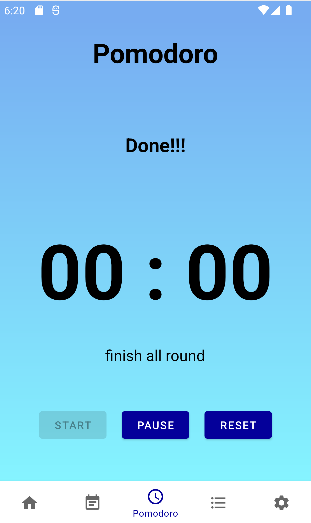 6:20
Pomodoro
Done!!!
00 : 00
finish all round
START PAUSE RESET
Pomodoro